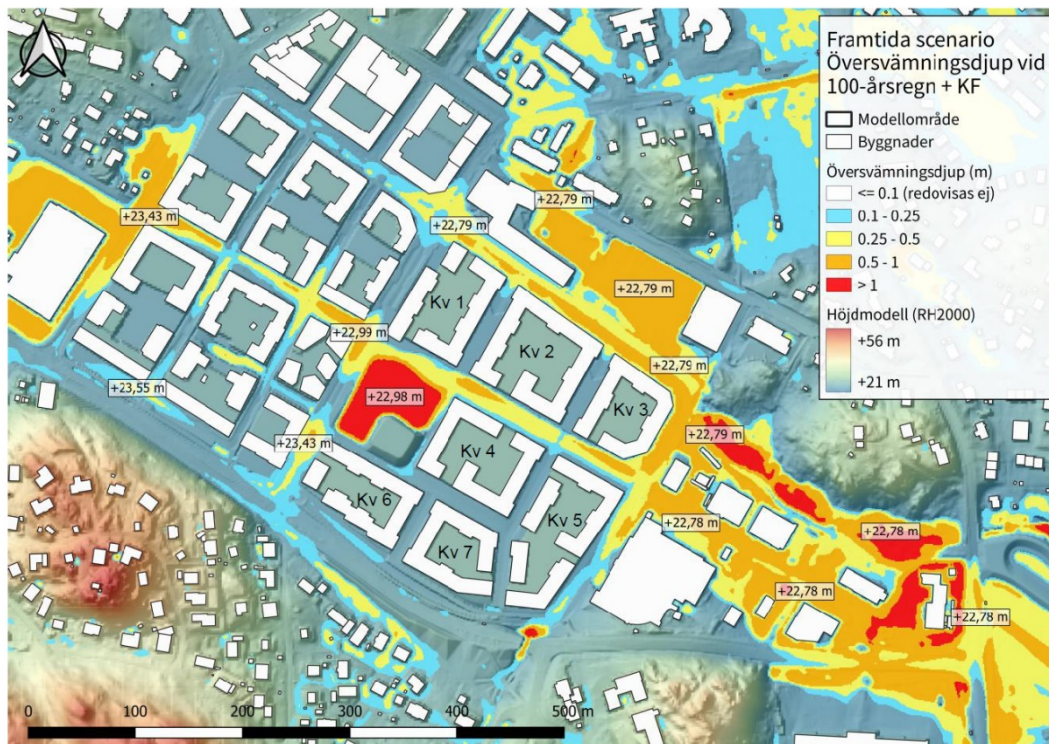 Framtida scenario
Översvämningsdjup vid
100-årsregn + KF
Modellområde
Byggnader
Översvämningsdjup (m)
<= 0.1 (redovisas ej)
0.1 - 0.25
0.25 - 0.5
0.5 - 1
> 1
Höjdmodell (RH2000)
+56 m
+21 m
+22,79 m
+23,43 m
+22,79 m
+22,79 m
Kv 1
+22,99 m
Kv 2
+22,79 m
+23,55 m
+22,98 m
Kv 3
+22,79 m
+23,43 m
Kv 4
Kv 6
Kv 5
+22,78 m
+22,78 m
Kv 7
+22,78 m
+22,78 m
0 100 200 300 400 500 m